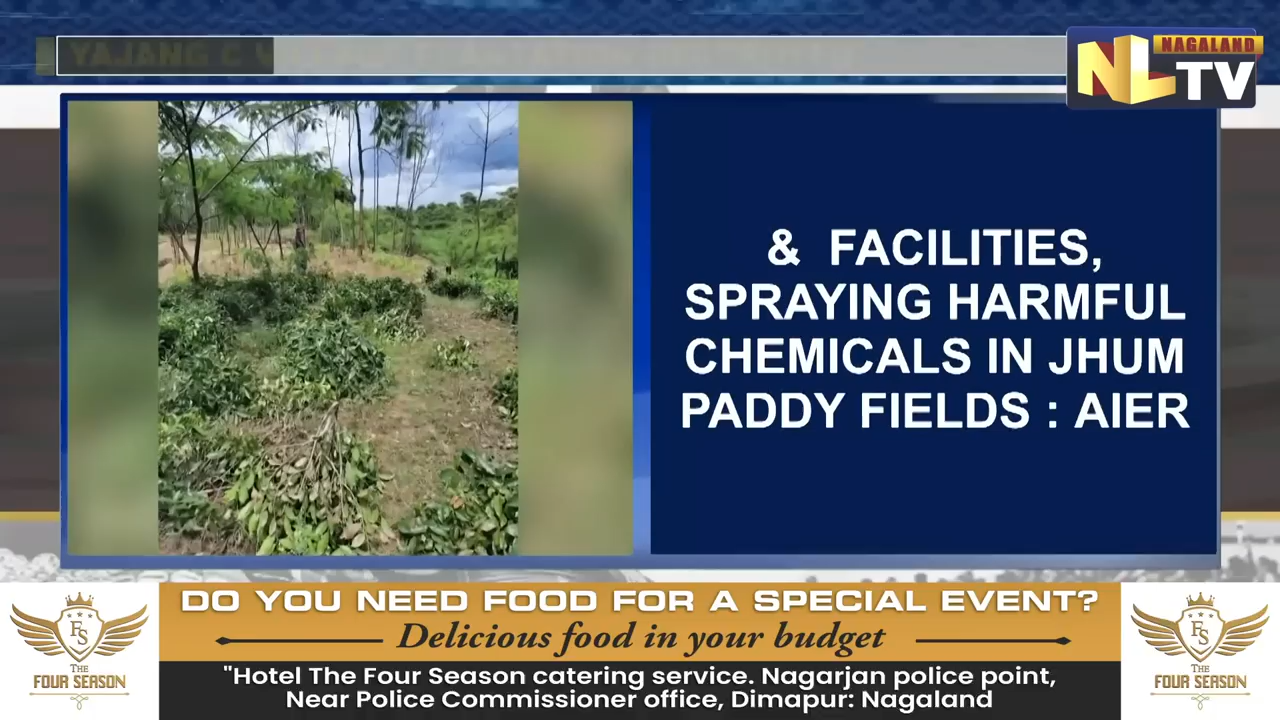 YAJANG C
NL NAGALAND TV
& FACILITIES,
SPRAYING HARMFUL
CHEMICALS IN JHUM
PADDY FIELDS : AIER
DO YOU NEED FOOD FOR A SPECIAL EVENT?
Delicious food in your budget
"Hotel The Four Season catering service. Nagarjan police point,
Near Police Commissioner office, Dimapur: Nagaland
FS
THE
FOUR SEASON
FS
THE
FOUR SEASON